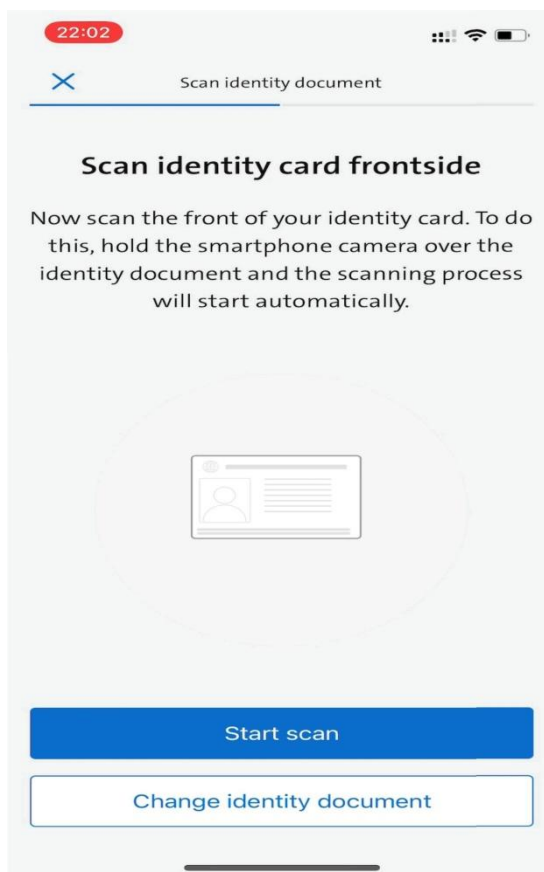 22:02
Scan identity document
Scan identity card frontside
Now scan the front of your identity card. To do
this, hold the smartphone camera over the
identity document and the scanning process
will start automatically.
Start scan
Change identity document